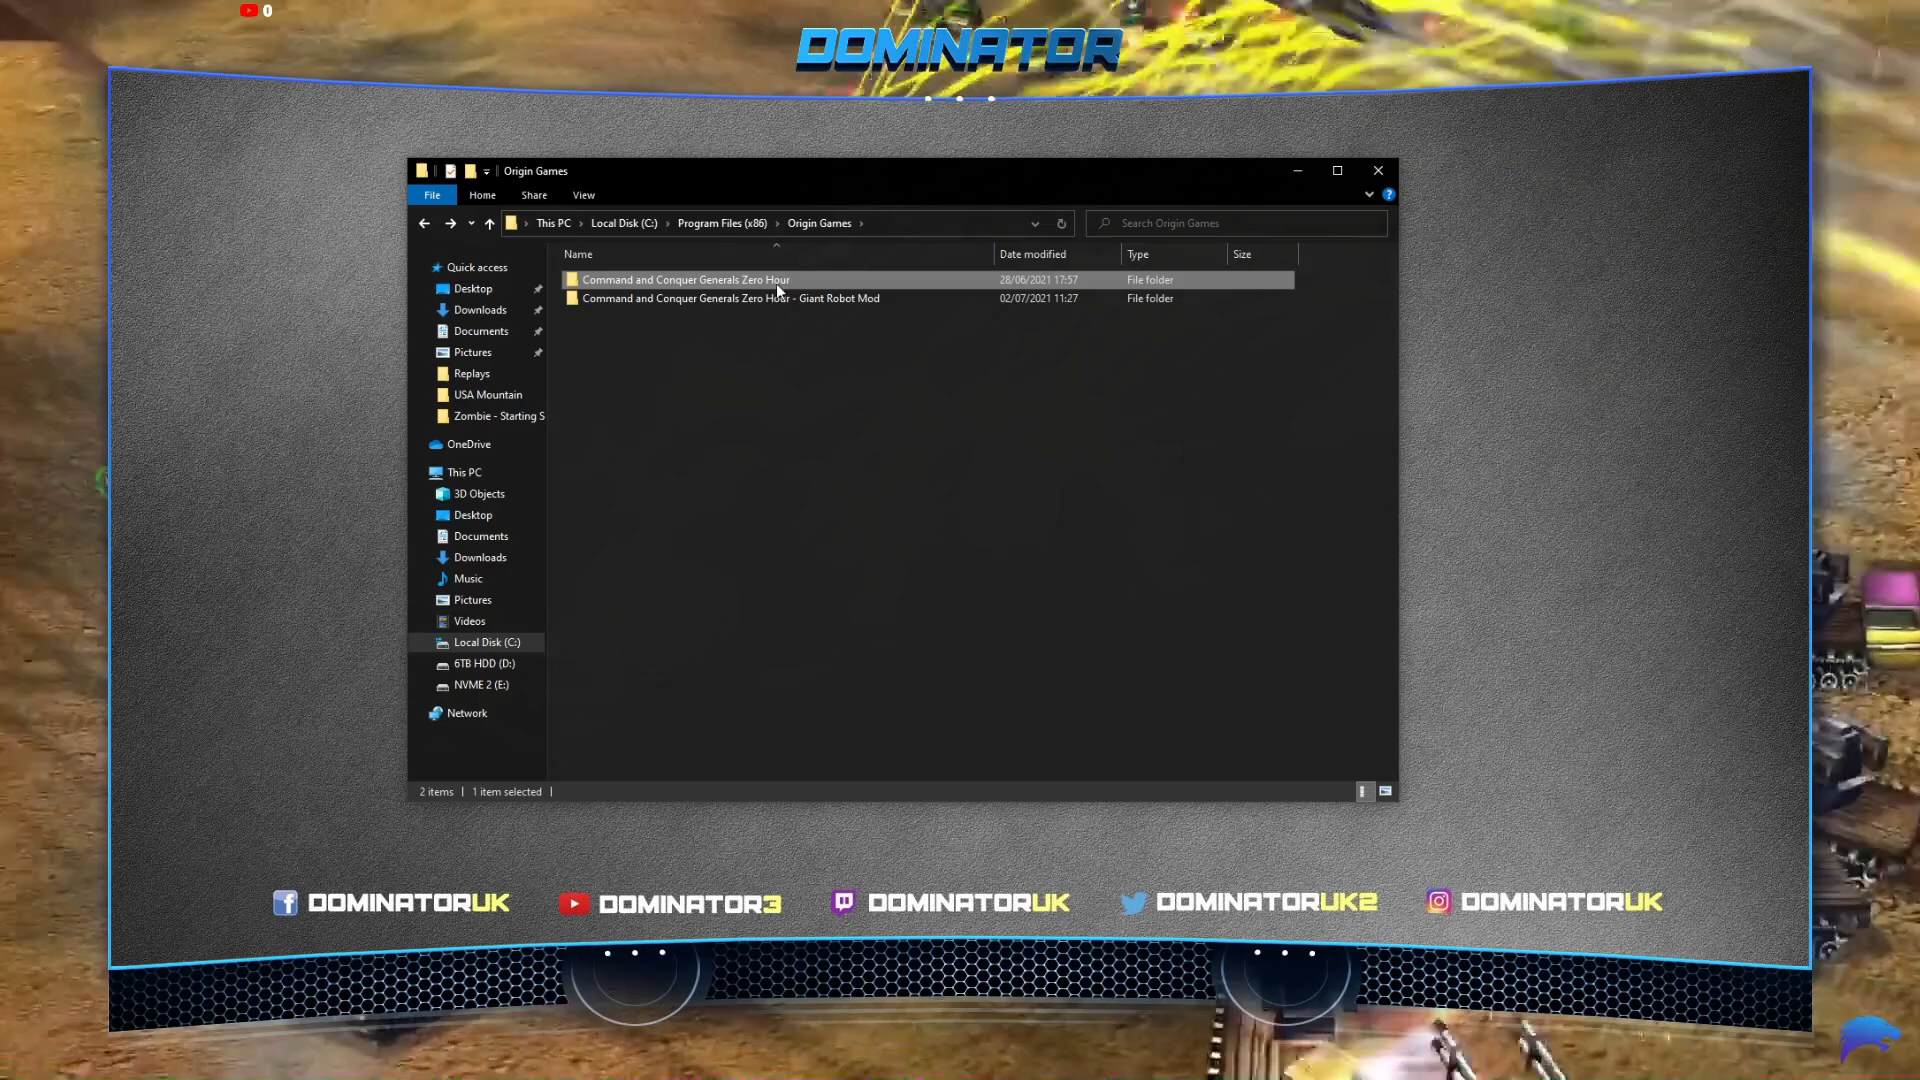 0
DOMINATOR
Origin Games
File Home Share View
This PC Local Disk (C:) Program Files (x86) Origin Games
Search Origin Games
Name Date modified Type Size
Command and Conquer Generals Zero Hour 28/06/2021 17:57 File folder
Command and Conquer Generals Zero Hour - Giant Robot Mod 02/07/2021 11:27 File folder
Quick access
Desktop
Downloads
Documents
Pictures
Replays
USA Mountain
Zombie - Starting S
OneDrive
This PC
3D Objects
Desktop
Documents
Downloads
Music
Pictures
Videos
Local Disk (C:)
6TB HDD (D:)
NVME 2 (E:)
Network
2 items 1 item selected
DOMINATORUK DOMINATOR3 DOMINATORUK DOMINATORUK2 DOMINATORUK